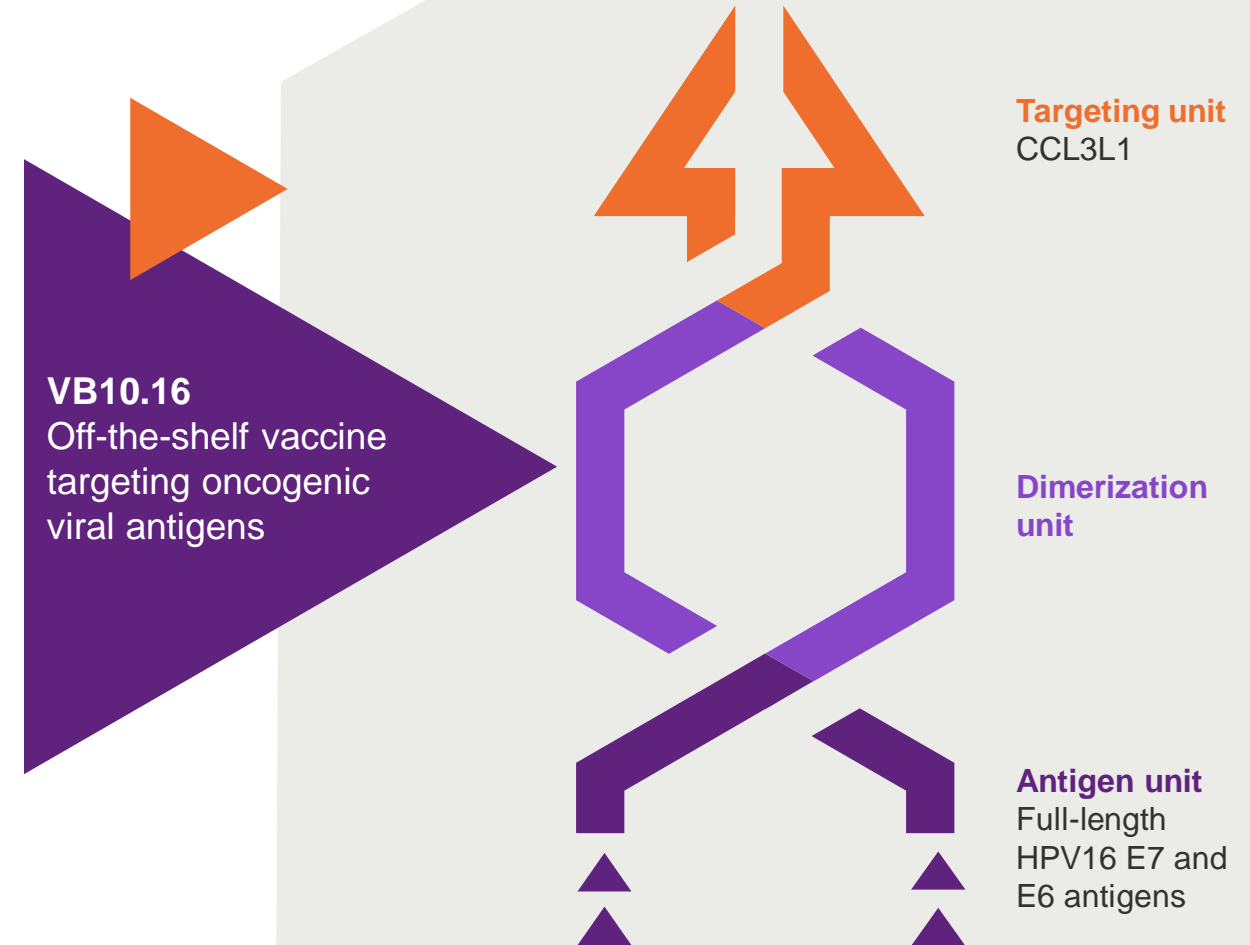 VB10.16
Off-the-shelf vaccine
targeting oncogenic
viral antigens
Targeting unit
CCL3L1
Dimerization
unit
Antigen unit
Full-length
HPV16 E7 and
E6 antigens